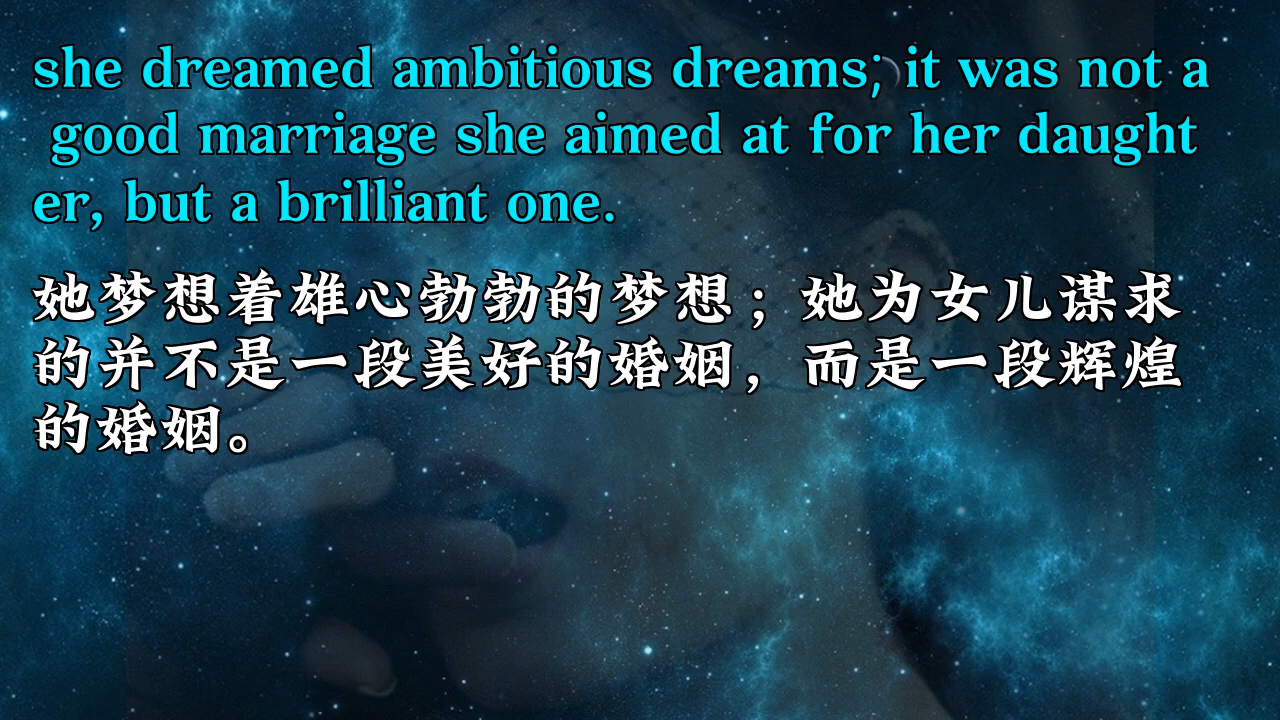 she dreamed ambitious dreams; it was not a
good marriage she aimed at for her daught
er, but a brilliant one.
她梦想着雄心勃勃的梦想；她为女儿谋求
的并不是一段美好的婚姻，而是一段辉煌
的婚姻。